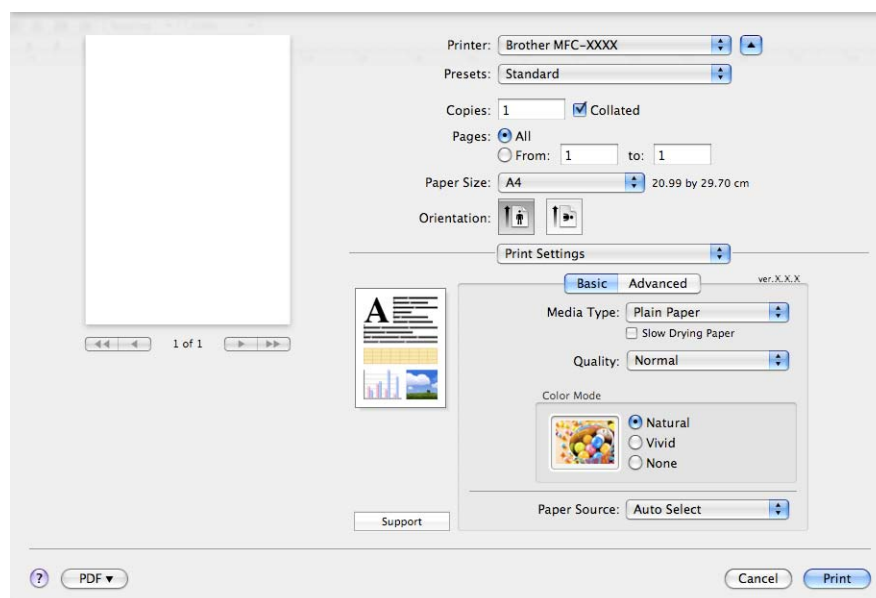 Printer: Brother MFC-XXXX
Presets: Standard
Copies: 1 Collated
Pages: All
From: 1 to: 1
Paper Size: A4 20.99 by 29.70 cm
Orientation:
Print Settings
Basic Advanced ver.X.X.X
Media Type: Plain Paper
Slow Drying Paper
Quality: Normal
Color Mode
Natural
Vivid
None
Paper Source: Auto Select
A
Support
1 of 1
? PDF▼ Cancel Print